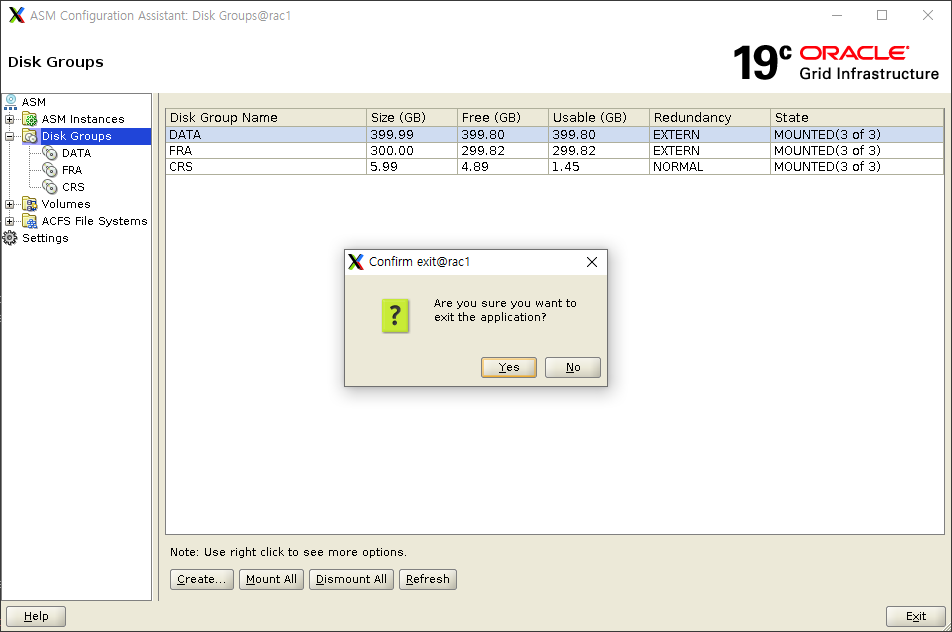 ASM Configuration Assistant: Disk Groups@rac1
Disk Groups
19c ORACLE
Grid Infrastructure
ASM
ASM Instances
Disk Groups
DATA
FRA
CRS
Volumes
ACFS File Systems
Settings
Disk Group Name Size (GB) Free (GB) Usable (GB) Redundancy State
DATA 399.99 399.80 399.80 EXTERN MOUNTED(3 of 3)
FRA 300.00 299.82 299.82 EXTERN MOUNTED(3 of 3)
CRS 5.99 4.89 1.45 NORMAL MOUNTED(3 of 3)
Confirm exit@rac1
?
Are you sure you want to
exit the application?
Yes No
Note: Use right click to see more options.
Create... Mount All Dismount All Refresh
Help Exit